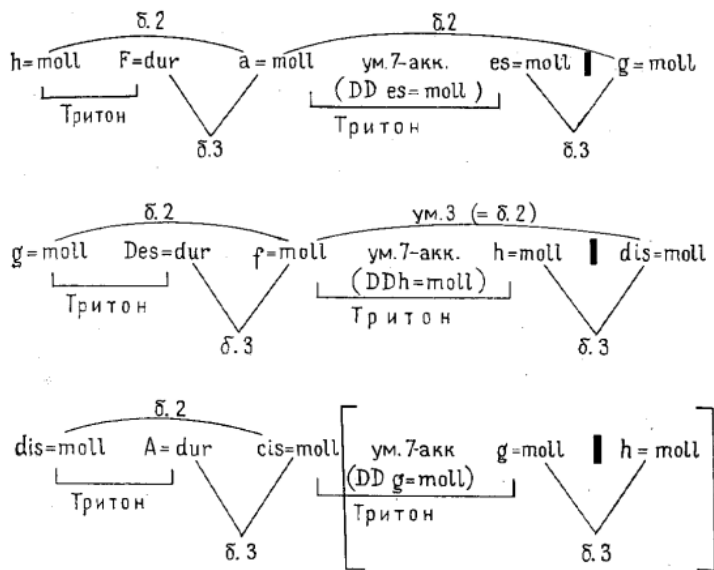 б.2 б.2
h=moll F=dur a=moll ум.7-акк. es=moll g=moll
(DD es=moll)
Тритон Тритон
б.3 б.3
б.2 ум.3 (=б.2)
g=moll Des=dur f=moll ум.7-акк. h=moll dis=moll
(DDh=moll)
Тритон Тритон
б.3 б.3
б.2
dis=moll A=dur cis=moll ум.7-акк g=moll h=moll
(DD g=moll)
Тритон Тритон
б.3 б.3